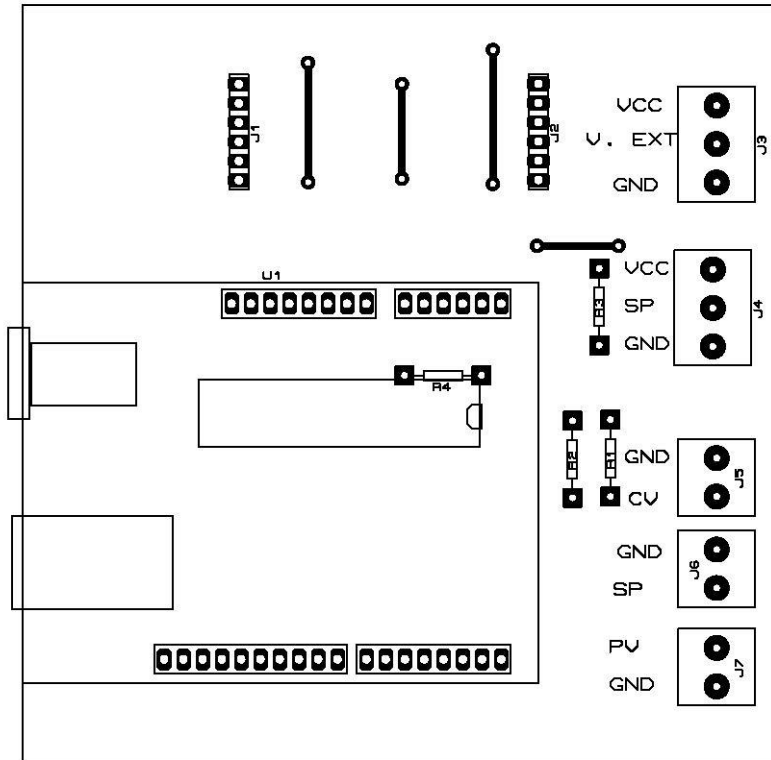 J1
J2
VCC
V. EXT
GND
J3
U1
R3
VCC
SP
GND
J4
R4
R2
R1
GND
CV
J5
GND
SP
J6
PV
GND
J7